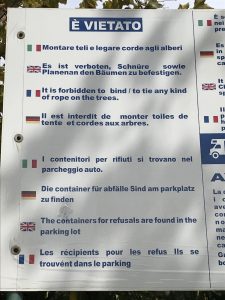 È VIETATO
Montare teli e legare corde agli alberi
Es ist verboten, Schnüre sowie
Planenan den Bäumen zu befestigen.
It is forbidden to bind / to tie any kind
of rope on the trees.
Il est interdit de monter toiles de
tente et cordes aux arbres.
I contenitori per rifiuti si trovano nel
parcheggio auto.
Die container für abfälle Sind am parkplatz
zu finden
The containers for refusals are found in the
parking lot
Les récipients pour les refus Ils se
trouvent dans le parking